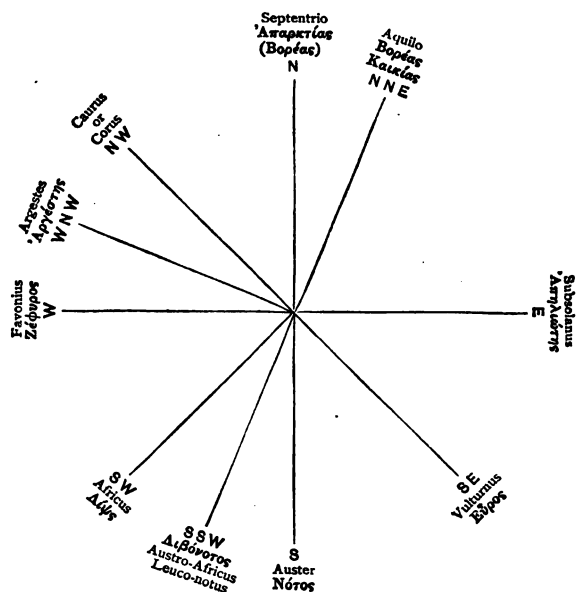 Septentrio
Ἀπαρκτίας
(Βορέας)
N
Aquilo
Βορέας
Καικίας
N N E
Caurus
or
Corus
N W
Argestes
Ἀργέστης
W N W
Favonius
Ζέφυρος
W
Subsolanus
Ἀπηλιώτης
E
S W
Africus
Λίψ
S S W
Λιβόνοτος
Austro-Africus
Leuco-notus
S
Auster
Νότος
S E
Vulturnus
Εὖρος